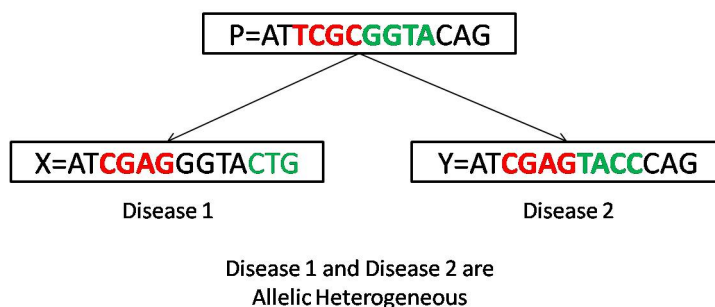 P=ATTCGCGGTACAG
X=ATCGAGGGTACTG
Y=ATCGAGTACCCAG
Disease 1
Disease 2
Disease 1 and Disease 2 are
Allelic Heterogeneous